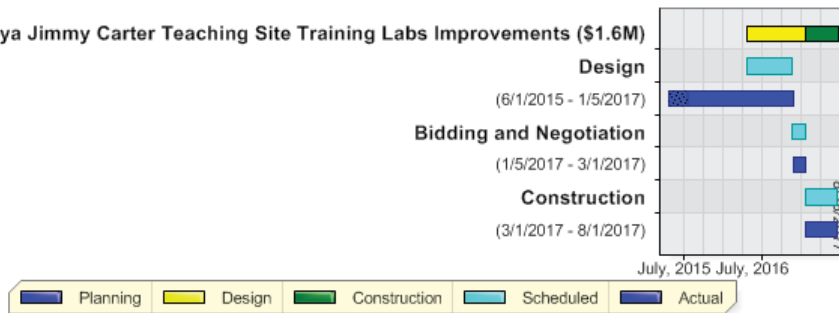 ya Jimmy Carter Teaching Site Training Labs Improvements ($1.6M)
Design
(6/1/2015 - 1/5/2017)
Bidding and Negotiation
(1/5/2017 - 3/1/2017)
Construction
(3/1/2017 - 8/1/2017)
July, 2015 July, 2016
Planning Design Construction Scheduled Actual